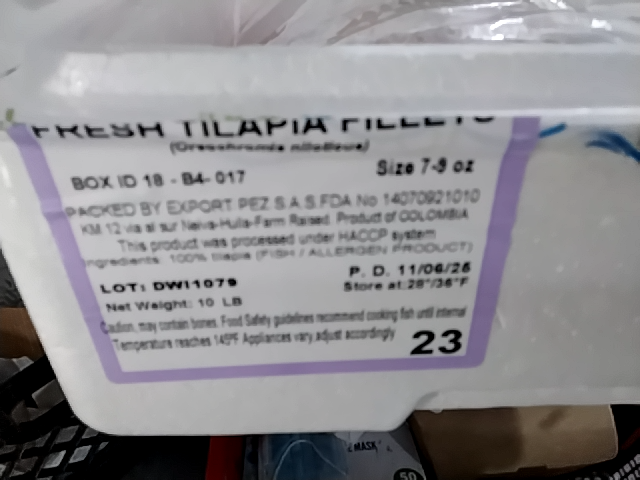 FRESH TILAPIA FILLETS
(Oreochromis niloticus)
Size 7-9 oz
BOX ID 18 - B4- 017
PACKED BY EXPORT PEZ S.A.S.FDA No 14070921010
KM 12 via al sur Neiva-Huila-Farm Raised. Product of COLOMBIA
This product was processed under HACCP system
Ingredients: 100% tilapia (FISH / ALLERGEN PRODUCT)
LOT: DWI1079
P. D. 11/06/25
Store at:28°/36°F
Net Weight: 10 LB
Caution, may contain bones. Food Safety guidelines recommend cooking fish until internal
Temperature reaches 145ºF Appliances vary, adjust accordingly
23
MASK
50